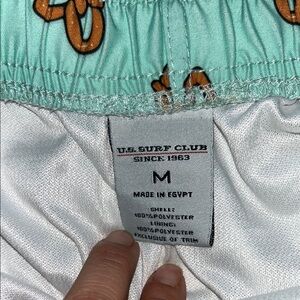 U.S. SURF CLUB
SINCE 1963
M
MADE IN EGYPT
SHELL:
100%POLYESTER
LINING:
100%POLYESTER
EXCLUSIVE OF TRIM